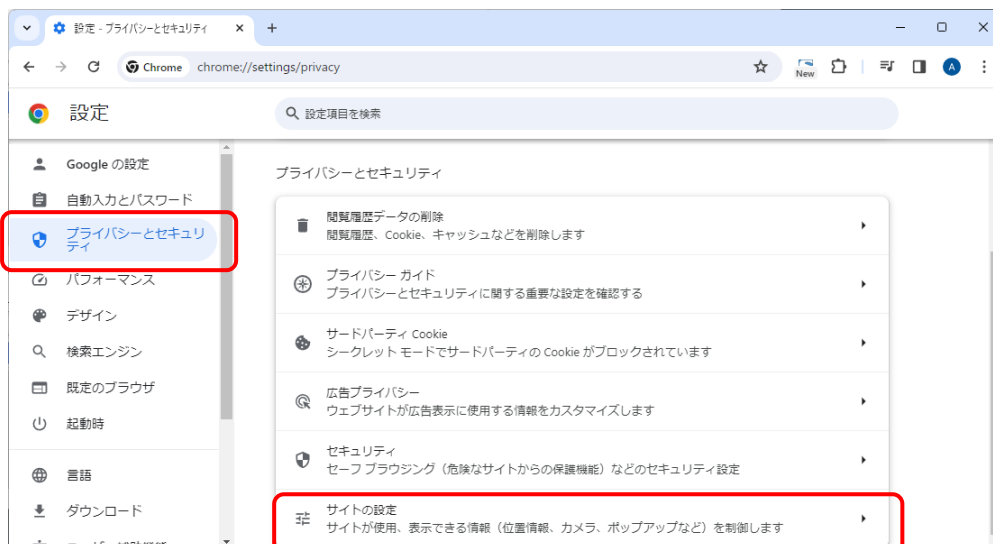 設定 - プライバシーとセキュリティ
Chrome chrome://settings/privacy
New
A
設定
設定項目を検索
Google の設定
自動入力とパスワード
プライバシーとセキュリ
ティ
パフォーマンス
デザイン
検索エンジン
既定のブラウザ
起動時
言語
ダウンロード
プライバシーとセキュリティ
閲覧履歴データの削除
閲覧履歴、Cookie、キャッシュなどを削除します
プライバシー ガイド
プライバシーとセキュリティに関する重要な設定を確認する
サードパーティ Cookie
シークレット モードでサードパーティの Cookie がブロックされています
広告プライバシー
ウェブサイトが広告表示に使用する情報をカスタマイズします
セキュリティ
セーフ ブラウジング（危険なサイトからの保護機能）などのセキュリティ設定
サイトの設定
サイトが使用、表示できる情報（位置情報、カメラ、ポップアップなど）を制御します